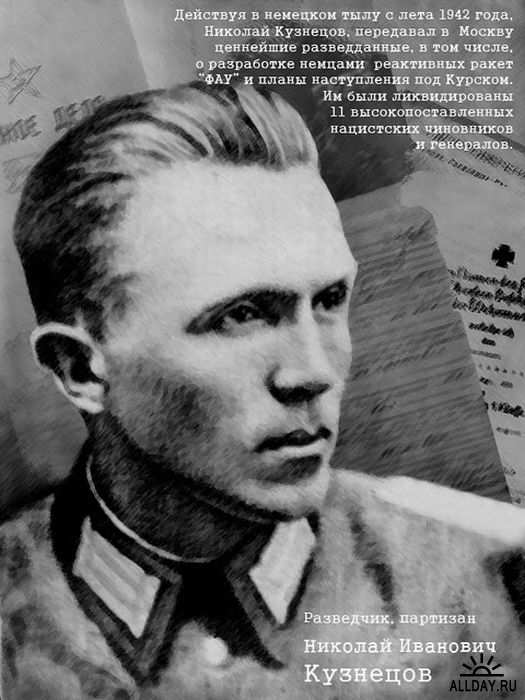 Действуя в немецком тылу с лета 1942 года,
Николай Кузнецов, передавал в Москву
ценнейшие разведданные, в том числе,
о разработке немцами реактивных ракет
"ФАУ" и планы наступления под Курском.
Им были ликвидированы
11 высокопоставленных
нацистских чиновников
и генералов.
Разведчик, партизан
Николай Иванович
Кузнецов
ALLDAY.RU